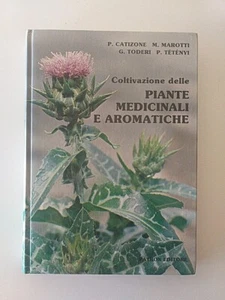 P. CATIZONE M. MAROTTI
G. TODERI P. TÉTÉNYI
Coltivazione delle
PIANTE
MEDICINALI
E AROMATICHE